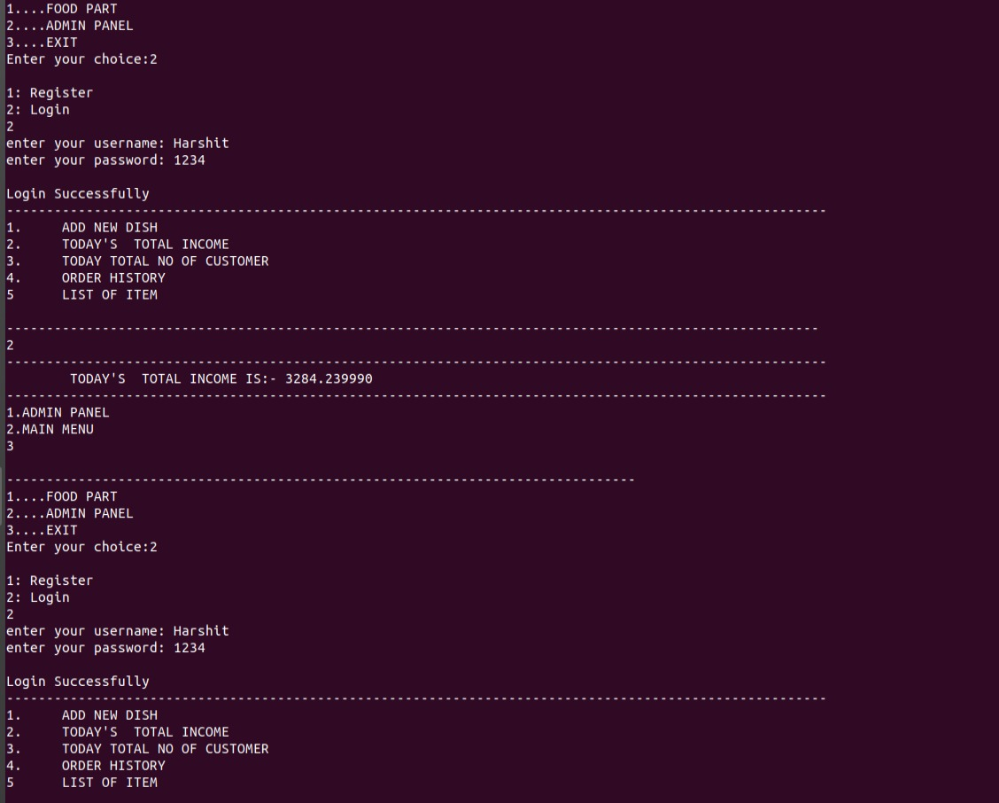 1....FOOD PART
2....ADMIN PANEL
3....EXIT
Enter your choice:2
1: Register
2: Login
2
enter your username: Harshit
enter your password: 1234
Login Successfully
-------------------------------------------------------------------------------------------------------
1.     ADD NEW DISH
2.     TODAY'S  TOTAL INCOME
3.     TODAY TOTAL NO OF CUSTOMER
4.     ORDER HISTORY
5      LIST OF ITEM
------------------------------------------------------------------------------------------------------
2
-------------------------------------------------------------------------------------------------------
        TODAY'S  TOTAL INCOME IS:- 3284.239990
-------------------------------------------------------------------------------------------------------
1.ADMIN PANEL
2.MAIN MENU
3
-------------------------------------------------------------------------------
1....FOOD PART
2....ADMIN PANEL
3....EXIT
Enter your choice:2
1: Register
2: Login
2
enter your username: Harshit
enter your password: 1234
Login Successfully
-------------------------------------------------------------------------------------------------------
1.     ADD NEW DISH
2.     TODAY'S  TOTAL INCOME
3.     TODAY TOTAL NO OF CUSTOMER
4.     ORDER HISTORY
5      LIST OF ITEM